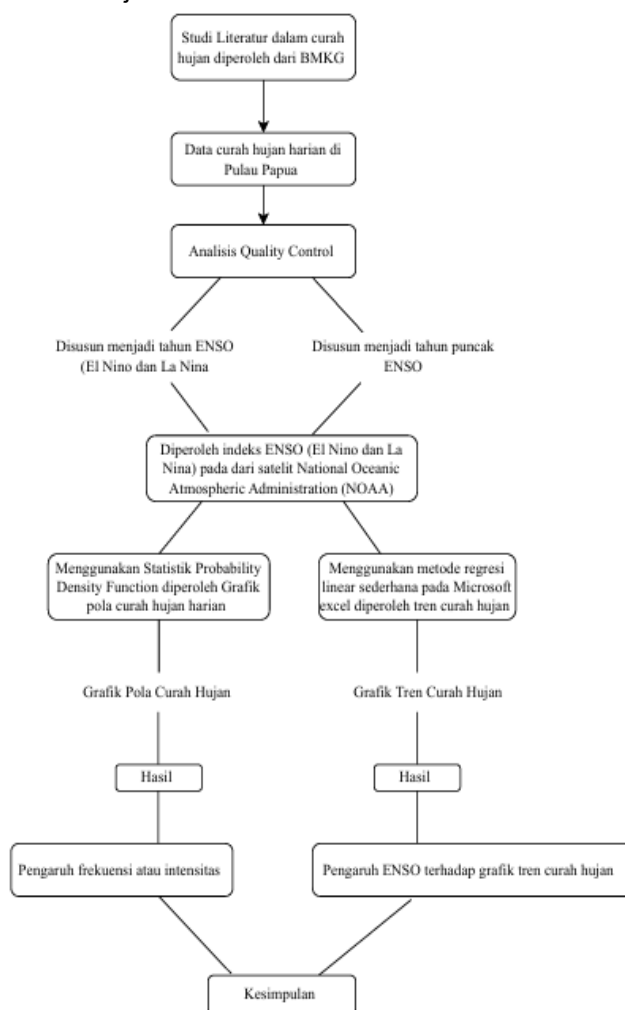 Studi Literatur dalam curah
hujan diperoleh dari BMKG
Data curah hujan harian di
Pulau Papua
Analisis Quality Control
Disusun menjadi tahun ENSO
(El Nino dan La Nina
Disusun menjadi tahun puncak
ENSO
Diperoleh indeks ENSO (El Nino dan La
Nina) pada dari satelit National Oceanic
Atmospheric Administration (NOAA)
Menggunakan Statistik Probability
Density Function diperoleh Grafik
pola curah hujan harian
Menggunakan metode regresi
linear sederhana pada Microsoft
excel diperoleh tren curah hujan
Grafik Pola Curah Hujan
Grafik Tren Curah Hujan
Hasil
Hasil
Pengaruh frekuensi atau intensitas
Pengaruh ENSO terhadap grafik tren curah hujan
Kesimpulan